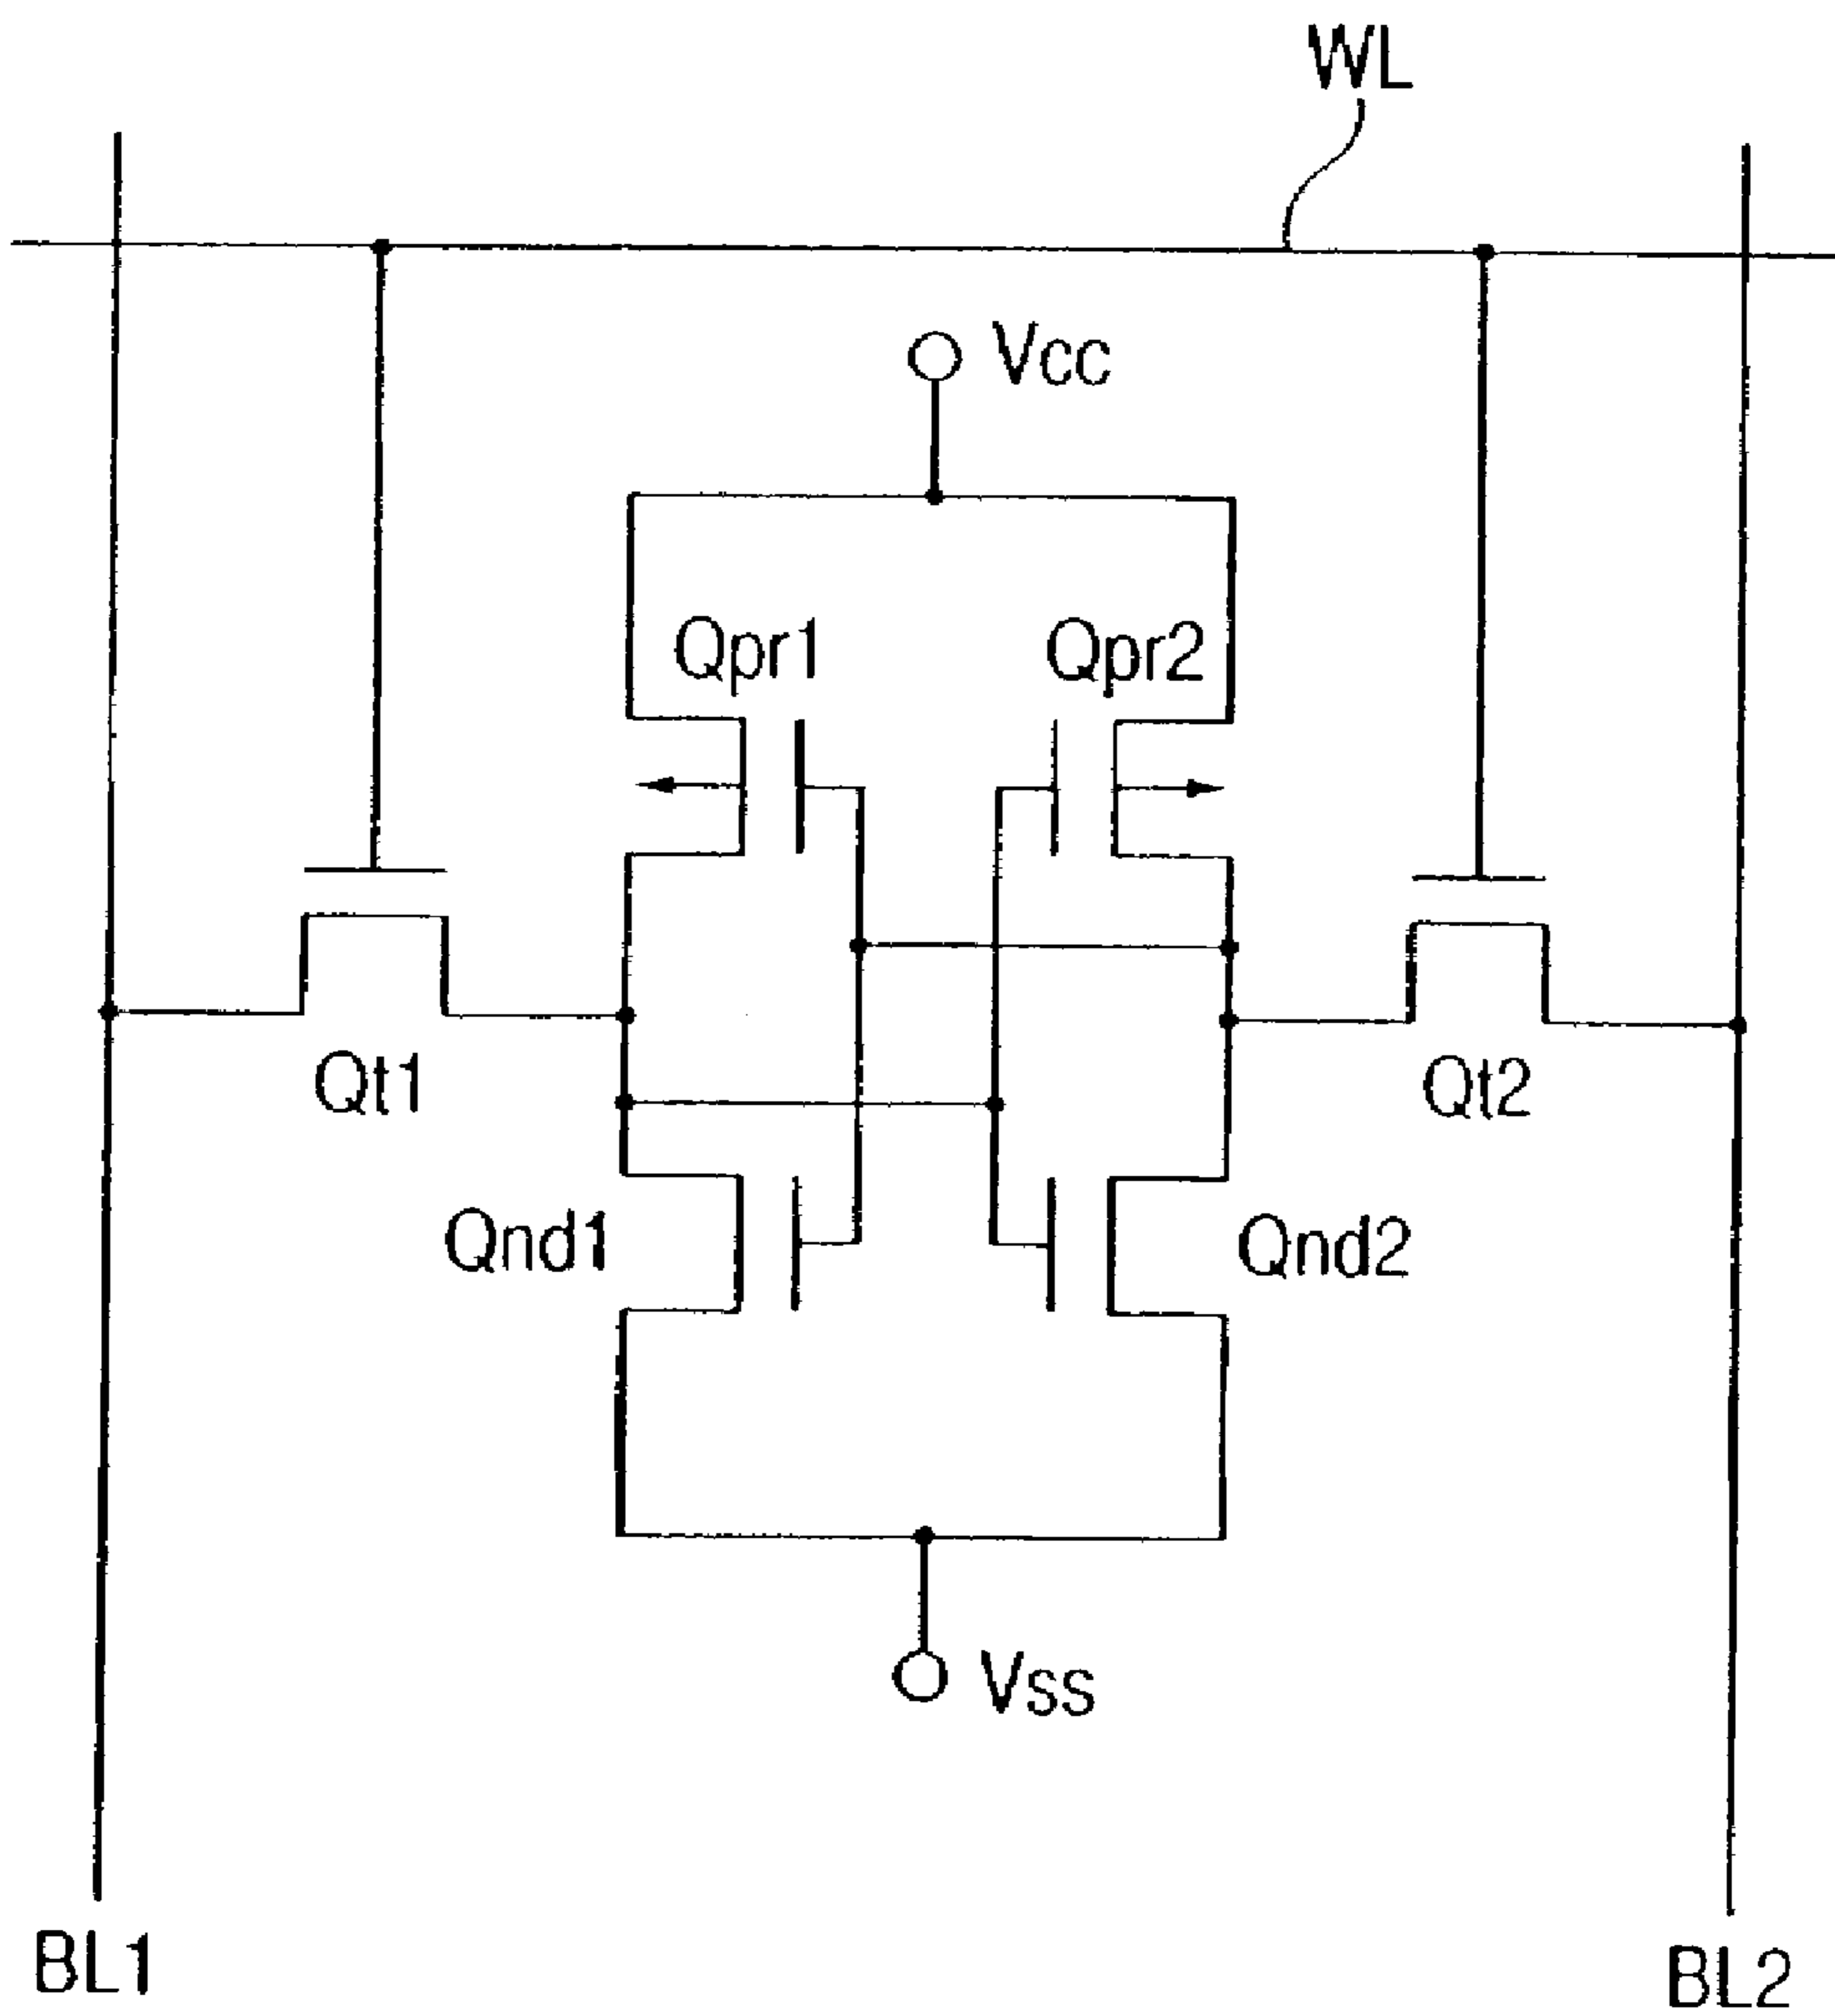 WL
Vcc
Qpr1
Qpr2
Qt1
Qt2
Qnd1
Qnd2
Vss
BL1
BL2